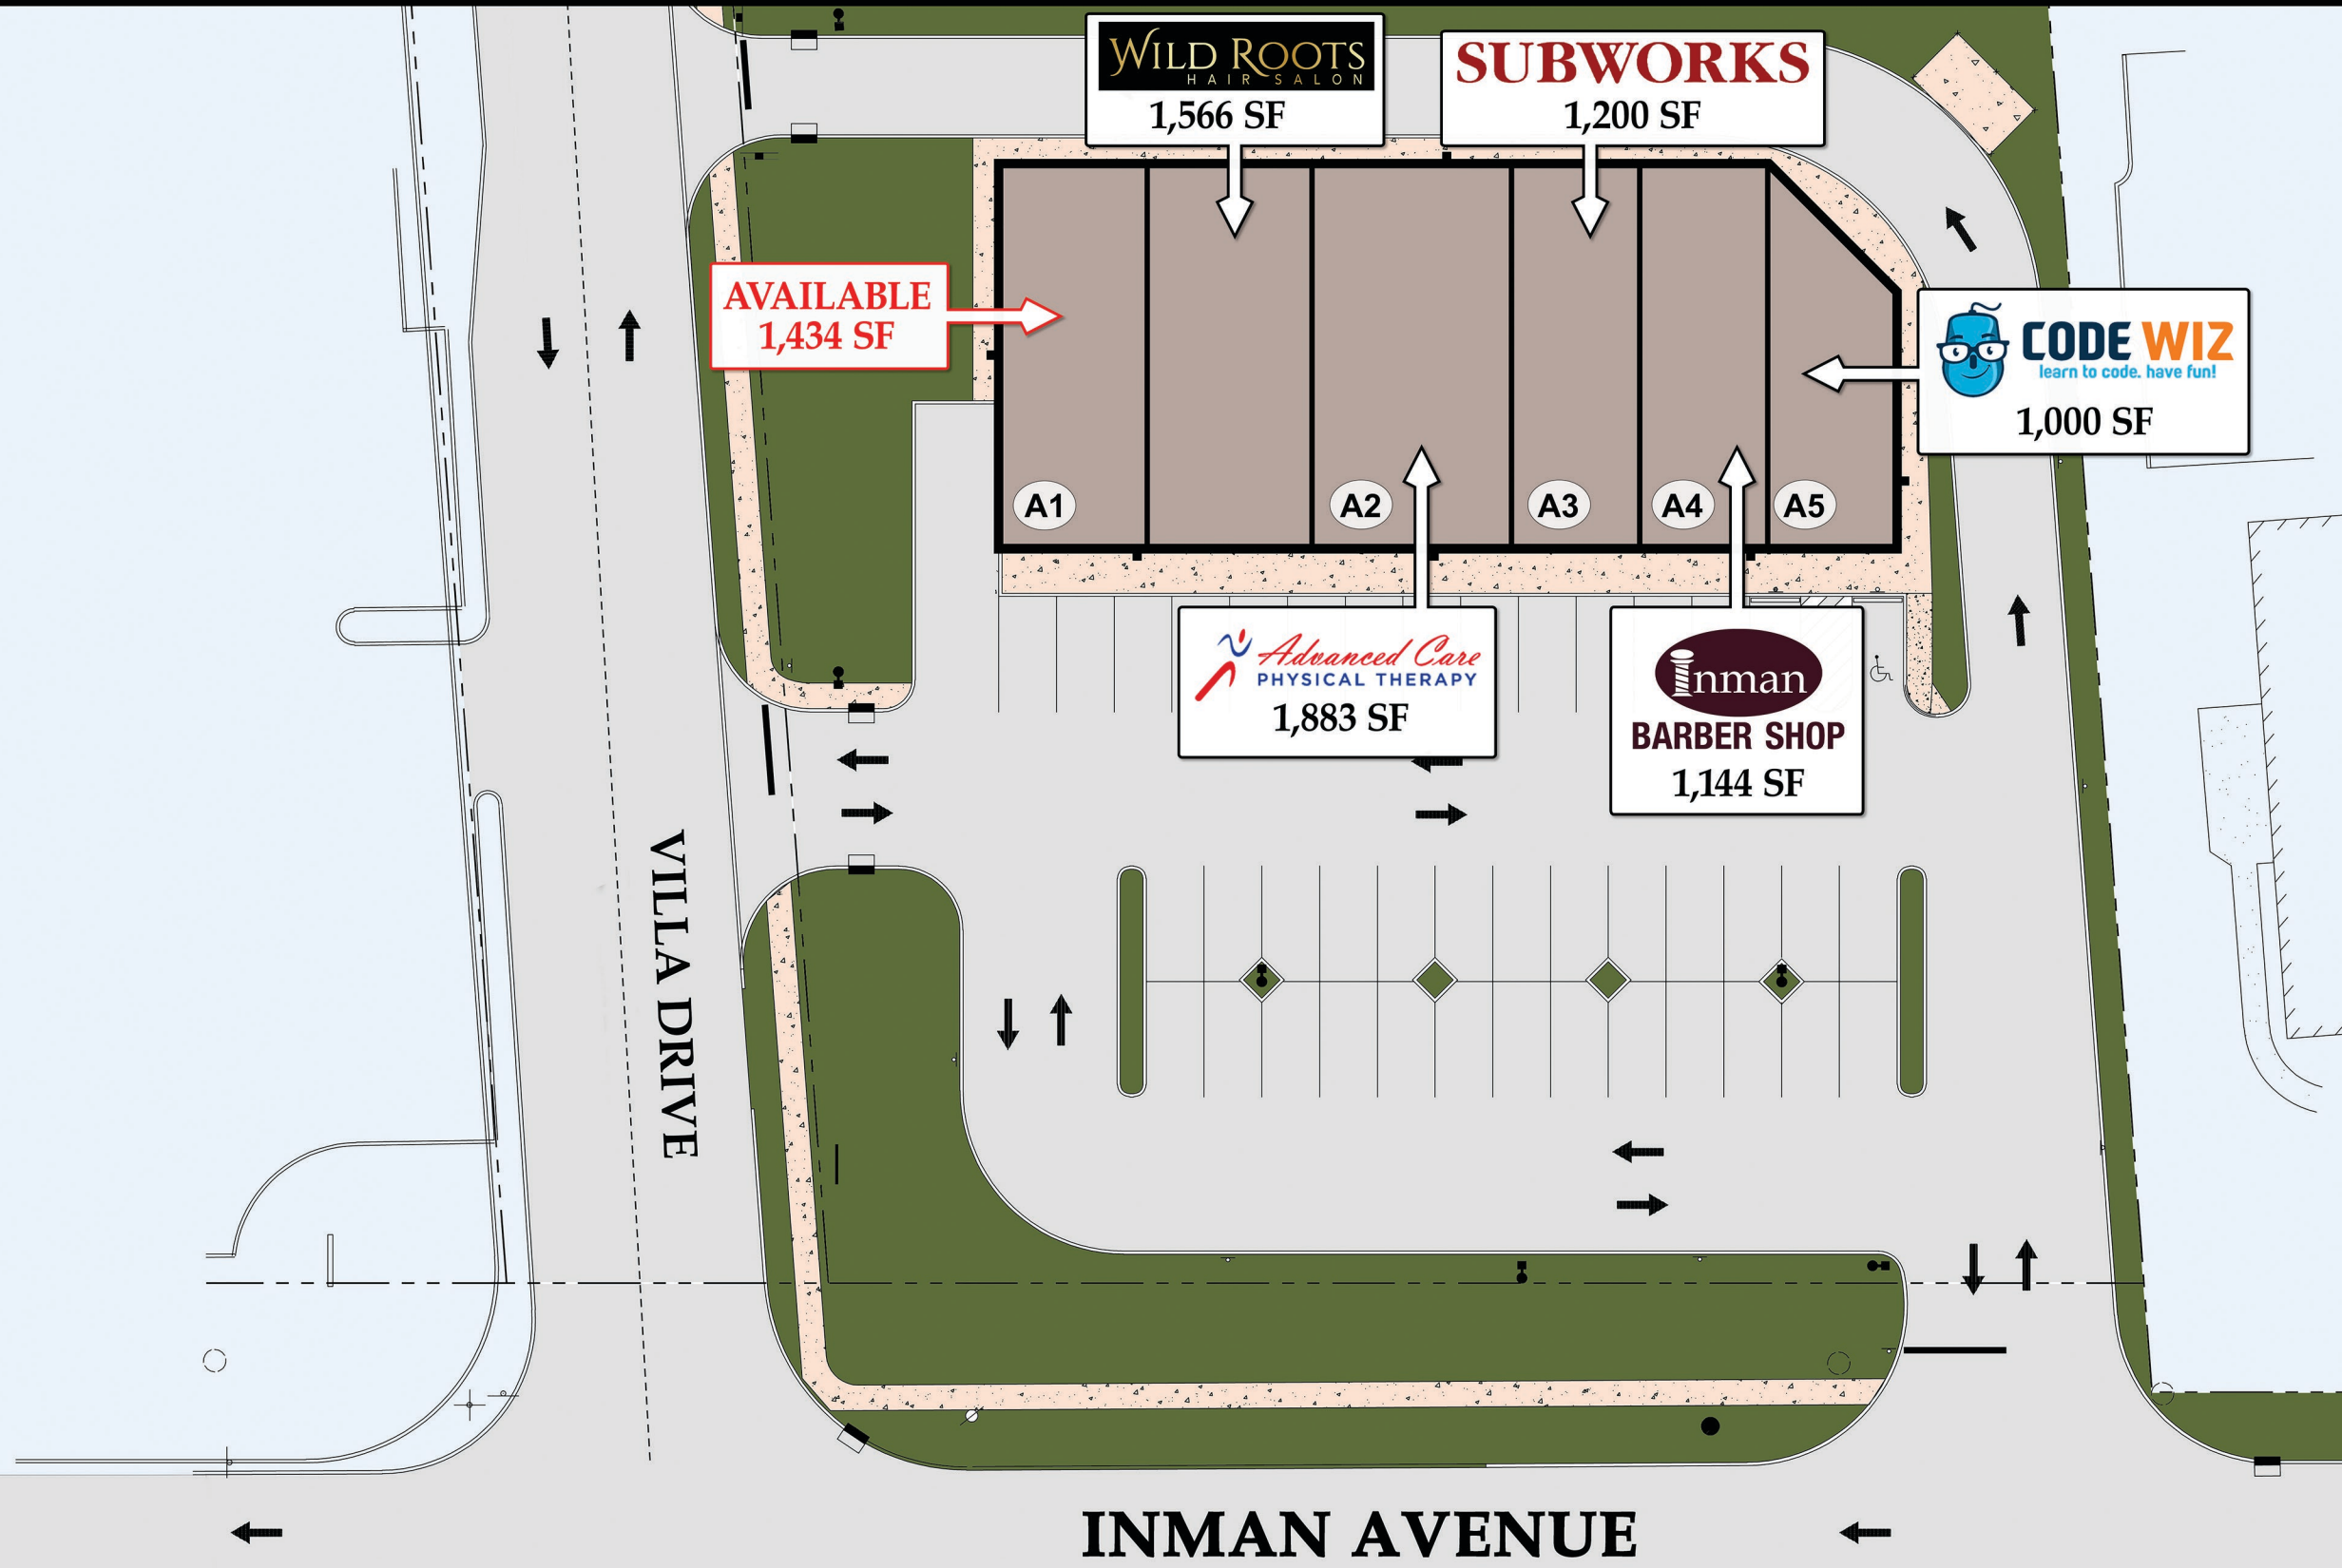 WILD ROOTS
HAIR SALON
1,566 SF
SUBWORKS
1,200 SF
AVAILABLE
1,434 SF
CODE WIZ
learn to code. have fun!
1,000 SF
A1
A2
A3
A4
A5
Advanced Care
PHYSICAL THERAPY
1,883 SF
Inman
BARBER SHOP
1,144 SF
VILLA DRIVE
INMAN AVENUE